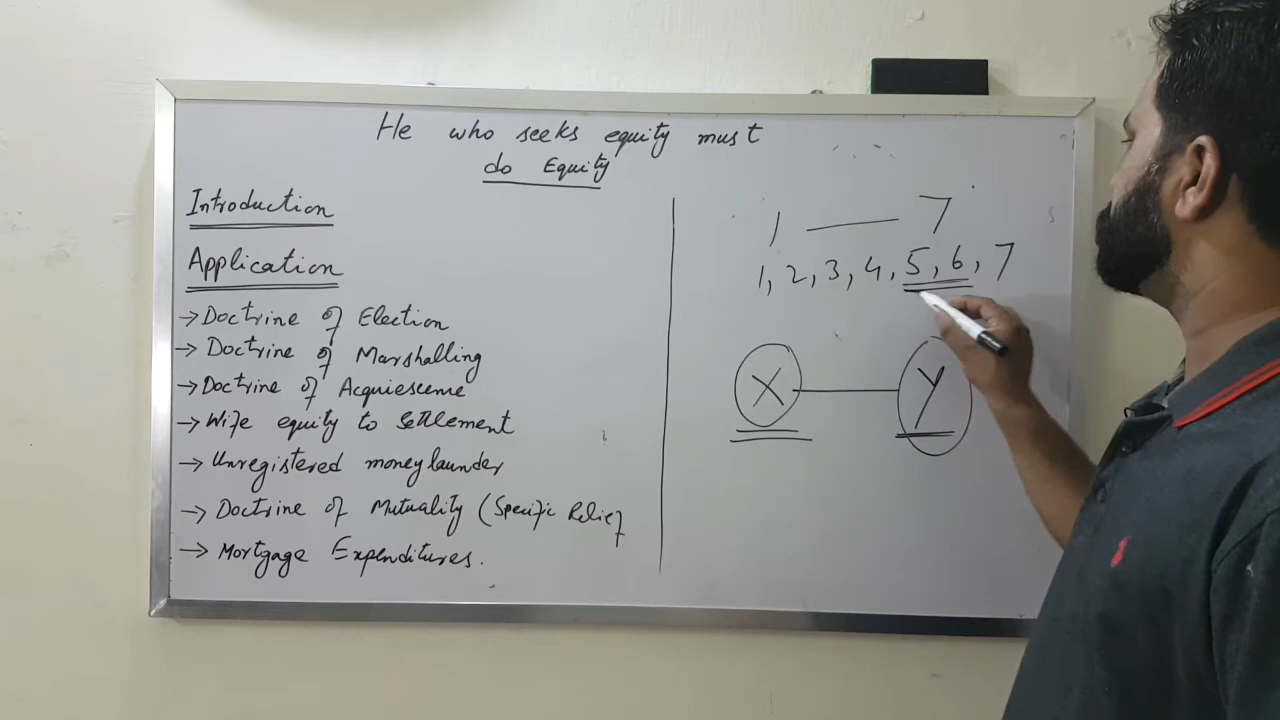 He who seeks equity must
do Equity
Introduction
Application
→ Doctrine of Election
→ Doctrine of Marshalling
→ Doctrine of Acquiescence
→ Wife equity to Settlement
→ Unregistered money launder
→ Doctrine of Mutuality (Specific Relief
→ Mortgage Expenditures.
1 — 7
1, 2, 3, 4, 5, 6, 7
X — Y